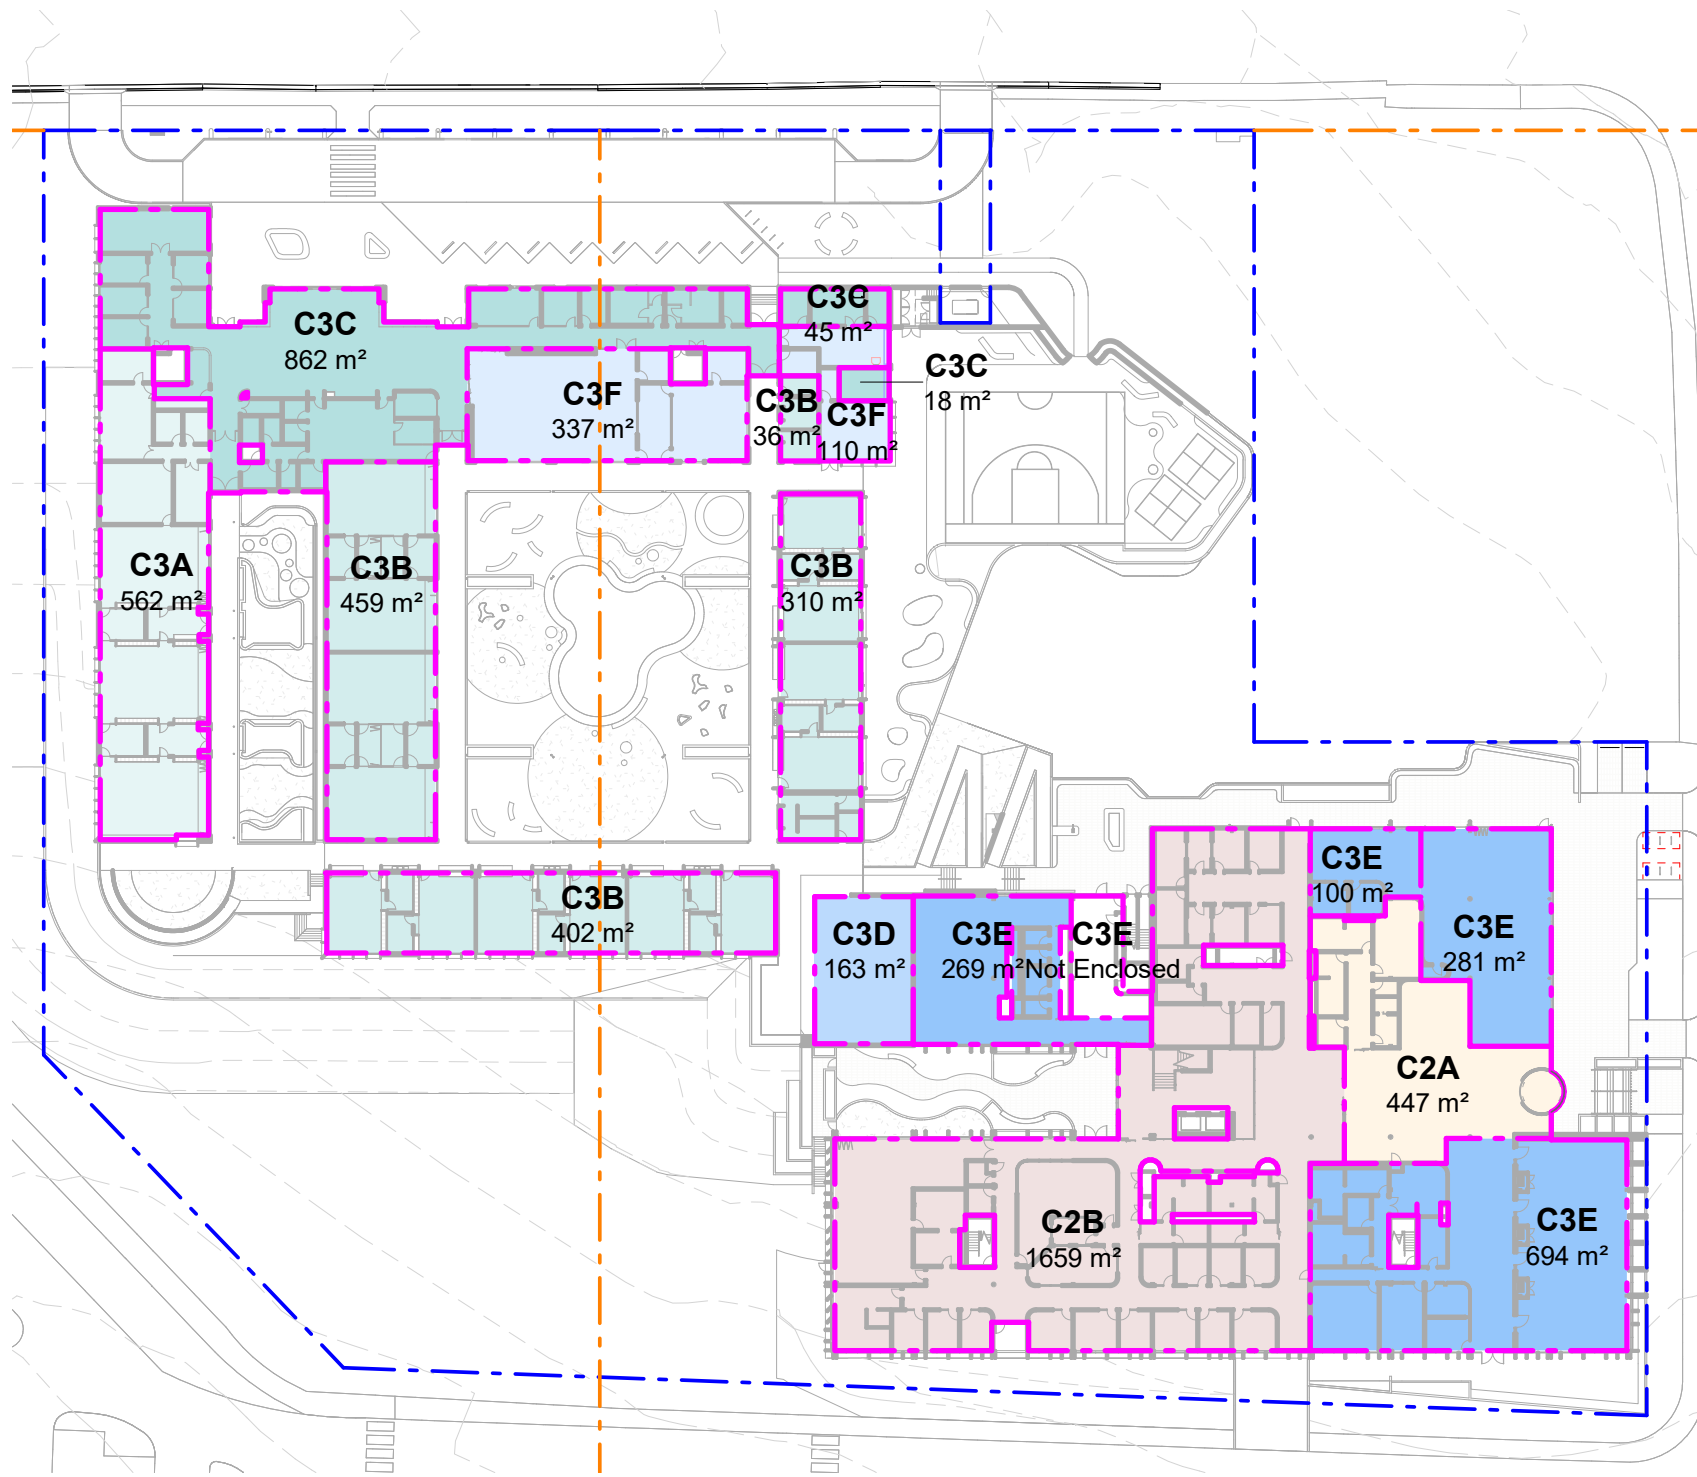 C3C
45 m²
C3C
862 m²
C3C
18 m²
C3F
337 m²
C3B
36 m²
C3F
110 m²
C3A
562 m²
C3B
459 m²
C3B
310 m²
C3B
402 m²
C3E
100 m²
C3D
163 m²
C3E
269 m²
C3E
Not Enclosed
C3E
281 m²
C2A
447 m²
C2B
1659 m²
C3E
694 m²